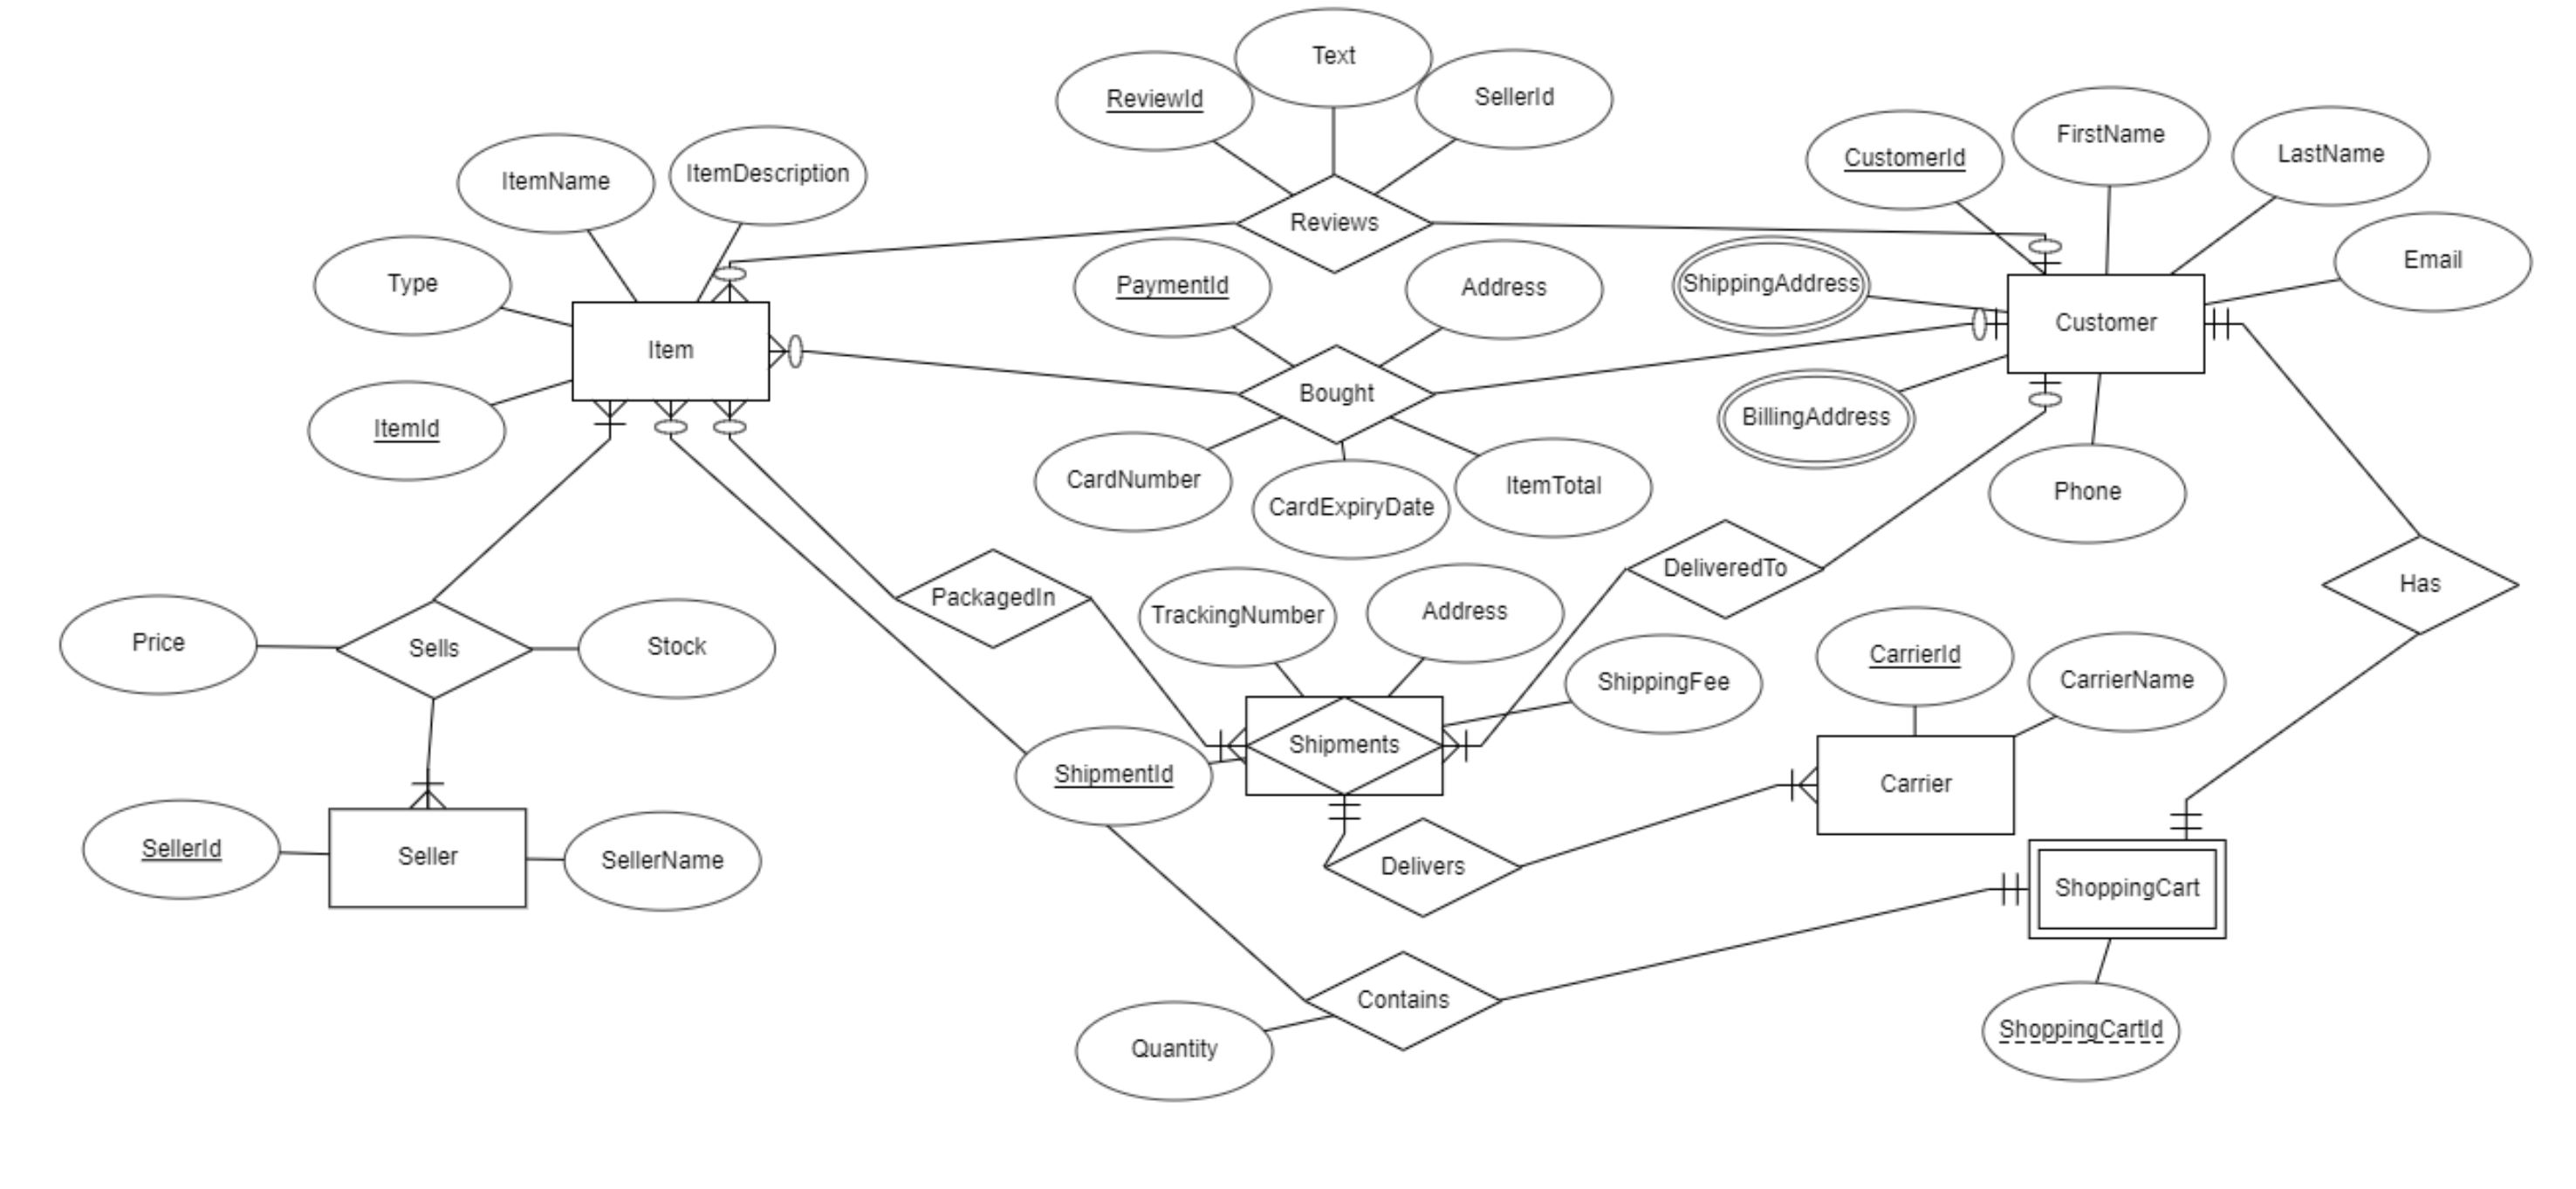 Text
ReviewId
SellerId
FirstName
CustomerId
LastName
ItemName
ItemDescription
Reviews
Type
PaymentId
Address
ShippingAddress
Email
Item
Customer
Bought
ItemId
BillingAddress
CardNumber
CardExpiryDate
ItemTotal
Phone
PackagedIn
DeliveredTo
Has
TrackingNumber
Address
Price
Sells
Stock
ShippingFee
CarrierId
CarrierName
Shipments
ShipmentId
Carrier
SellerId
Seller
SellerName
Delivers
ShoppingCart
Contains
Quantity
ShoppingCartId